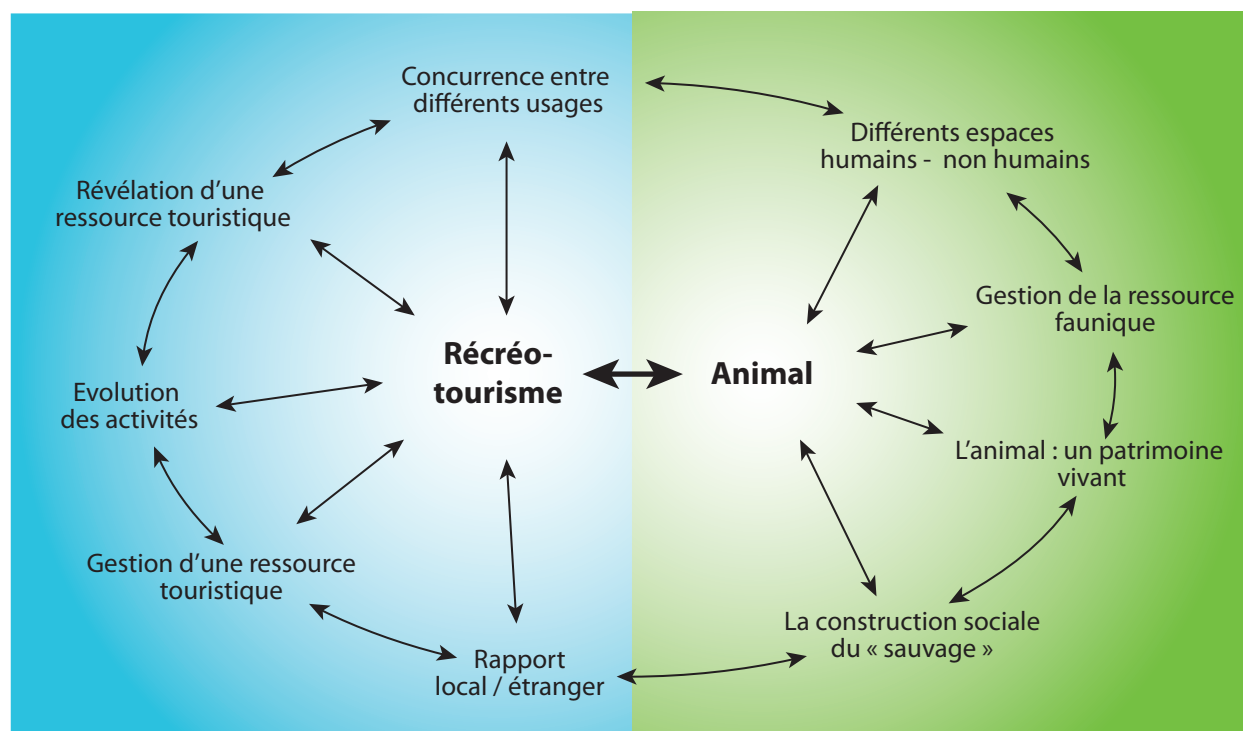 Concurrence entre
différents usages
Révélation d'une
ressource touristique
Evolution
des activités
Gestion d'une ressource
touristique
Rapport
local / étranger
Récréo-
tourisme
Animal
Différents espaces
humains - non humains
Gestion de la ressource
faunique
L'animal : un patrimoine
vivant
La construction sociale
du « sauvage »